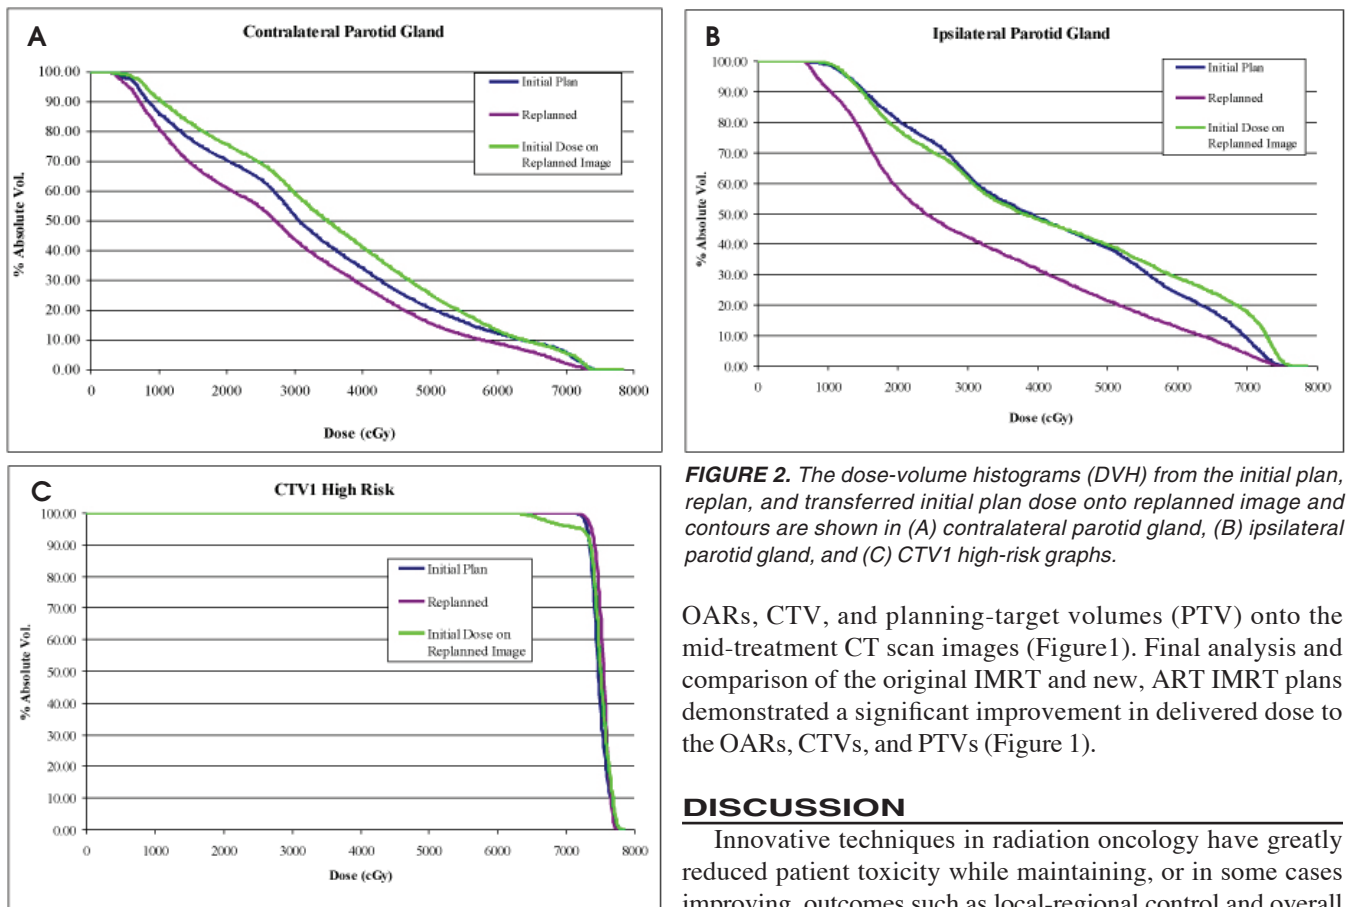 A
Contralateral Parotid Gland
100.00
90.00
80.00
70.00
60.00
50.00
40.00
30.00
20.00
10.00
0.00
% Absolute Vol.
Initial Plan
Replanned
Initial Dose on
Replanned Image
0 1000 2000 3000 4000 5000 6000 7000 8000
Dose (cGy)
B
Ipsilateral Parotid Gland
100.00
90.00
80.00
70.00
60.00
50.00
40.00
30.00
20.00
10.00
0.00
% Absolute Vol.
Initial Plan
Replanned
Initial Dose on
Replanned Image
0 1000 2000 3000 4000 5000 6000 7000 8000
Dose (cGy)
C
CTV1 High Risk
100.00
90.00
80.00
70.00
60.00
50.00
40.00
30.00
20.00
10.00
0.00
% Absolute Vol.
Initial Plan
Replanned
Initial Dose on
Replanned Image
0 1000 2000 3000 4000 5000 6000 7000 8000
Dose (cGy)
FIGURE 2. The dose-volume histograms (DVH) from the initial plan,
replan, and transferred initial plan dose onto replanned image and
contours are shown in (A) contralateral parotid gland, (B) ipsilateral
parotid gland, and (C) CTV1 high-risk graphs.
OARs, CTV, and planning-target volumes (PTV) onto the
mid-treatment CT scan images (Figure1). Final analysis and
comparison of the original IMRT and new, ART IMRT plans
demonstrated a significant improvement in delivered dose to
the OARs, CTVs, and PTVs (Figure 1).
DISCUSSION
Innovative techniques in radiation oncology have greatly
reduced patient toxicity while maintaining, or in some cases
improving, outcomes such as local-regional control and overall